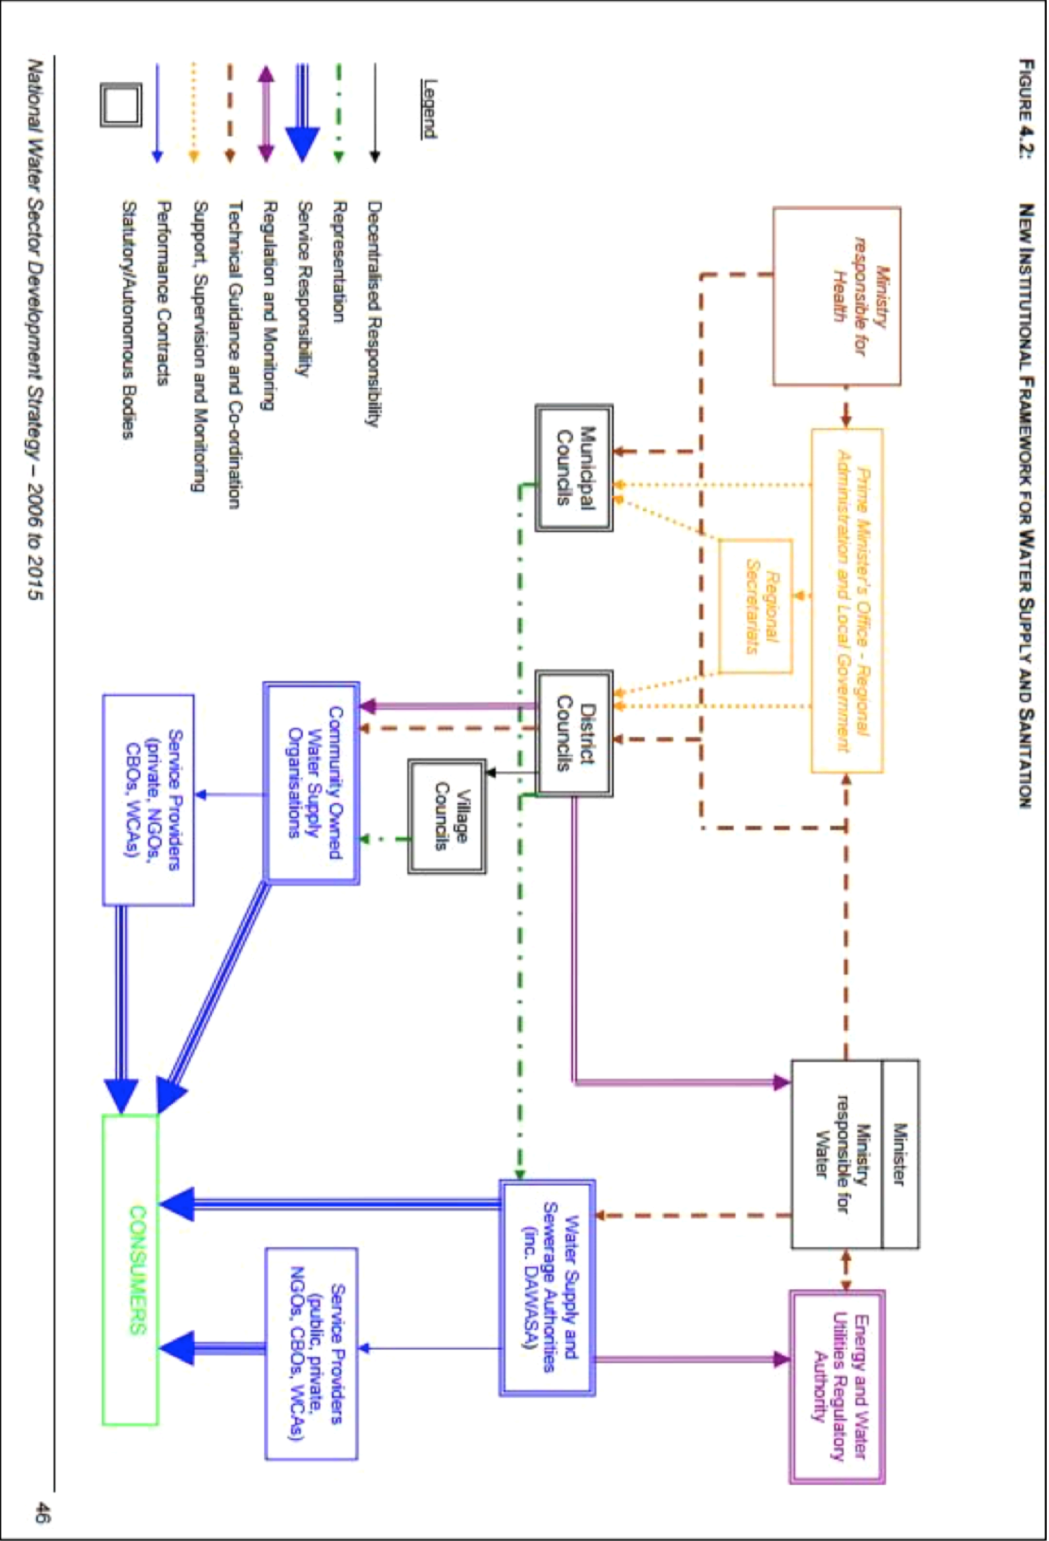 FIGURE 4.2: NEW INSTITUTIONAL FRAMEWORK FOR WATER SUPPLY AND SANITATION
Ministry
responsible for
Health
Prime Minister's Office - Regional
Administration and Local Government
Regional
Secretariats
Minister
Ministry
responsible for
Water
Energy and Water
Utilities Regulatory
Authority
Municipal
Councils
District
Councils
Village
Councils
Water Supply and
Sewerage Authorities
(inc. DAWASA)
Community Owned
Water Supply
Organisations
Service Providers
(public, private,
NGOs, CBOs, WCAs)
Service Providers
(private, NGOs,
CBOs, WCAs)
CONSUMERS
Legend
Decentralised Responsibility
Representation
Service Responsibility
Regulation and Monitoring
Technical Guidance and Co-ordination
Support, Supervision and Monitoring
Performance Contracts
Statutory/Autonomous Bodies
National Water Sector Development Strategy – 2006 to 2015
46